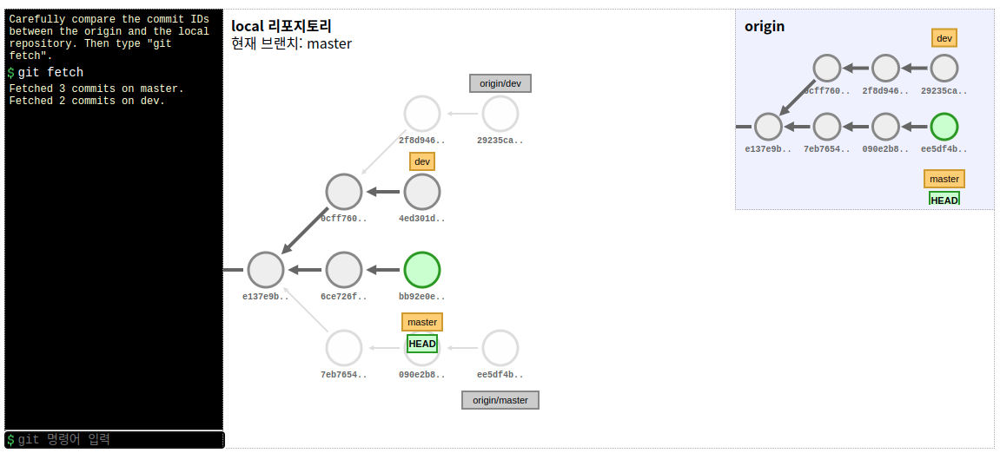 Carefully compare the commit IDs
between the origin and the local
repository. Then type "git
fetch".
$ git fetch
Fetched 3 commits on master.
Fetched 2 commits on dev.
$ git 명령어 입력
local 리포지토리
현재 브랜치: master
origin/dev
2f8d946..
29235ca..
dev
0cff760..
4ed301d..
e137e9b..
6ce726f..
bb92e0e..
master
HEAD
7eb7654..
090e2b8..
ee5df4b..
origin/master
origin
dev
0cff760..
2f8d946..
29235ca..
e137e9b..
7eb7654..
090e2b8..
ee5df4b..
master
HEAD